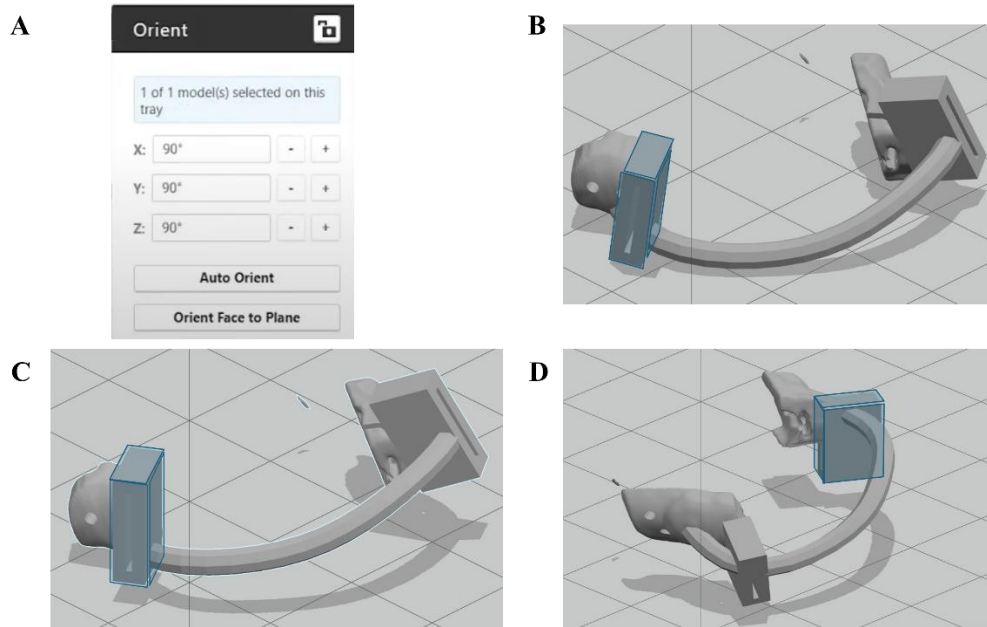 A
Orient
1 of 1 model(s) selected on this
tray
X: 90° - +
Y: 90° - +
Z: 90° - +
Auto Orient
Orient Face to Plane
B
C
D